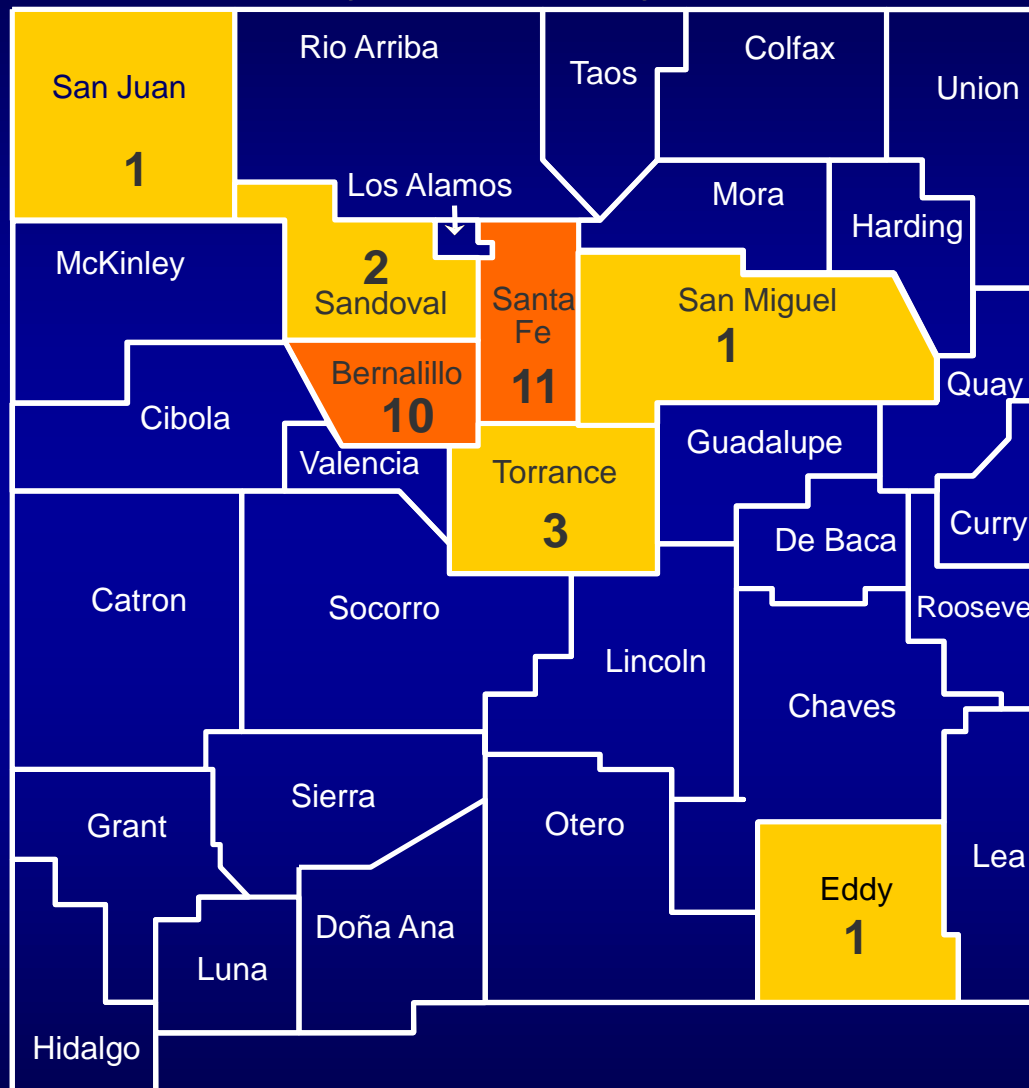 Rio Arriba
Colfax
Taos
San Juan
Union
1
Los Alamos
Mora
Harding
McKinley
2
Sandoval
Santa
Fe
11
San Miguel
1
Bernalillo
10
Quay
Cibola
Guadalupe
Valencia
Torrance
3
Curry
De Baca
Catron
Socorro
Rooseve
Lincoln
Chaves
Sierra
Grant
Otero
Lea
Eddy
1
Doña Ana
Luna
Hidalgo